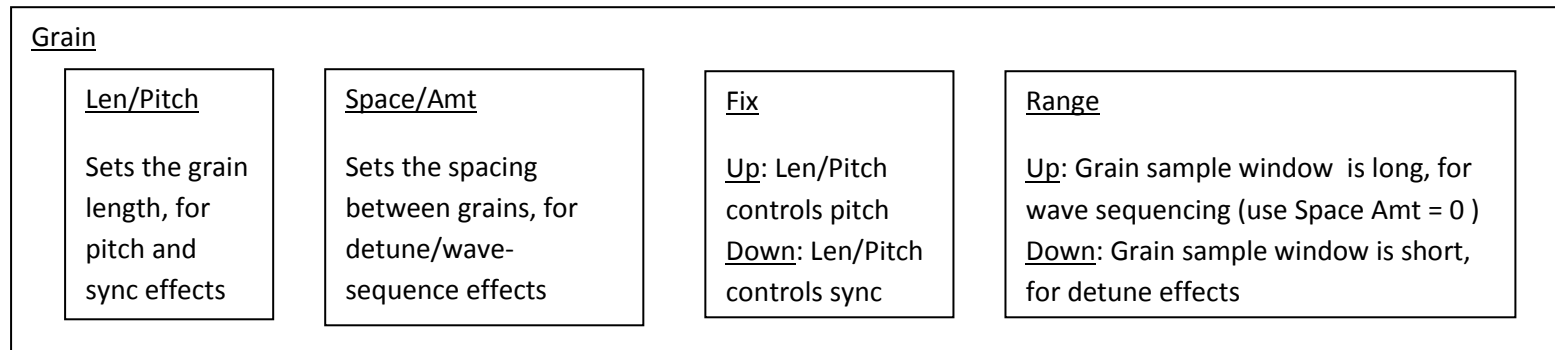 Grain
Len/Pitch
Sets the grain
length, for
pitch and
sync effects
Space/Amt
Sets the spacing
between grains, for
detune/wave-
sequence effects
Fix
Up: Len/Pitch
controls pitch
Down: Len/Pitch
controls sync
Range
Up: Grain sample window  is long, for
wave sequencing (use Space Amt = 0 )
Down: Grain sample window is short,
for detune effects